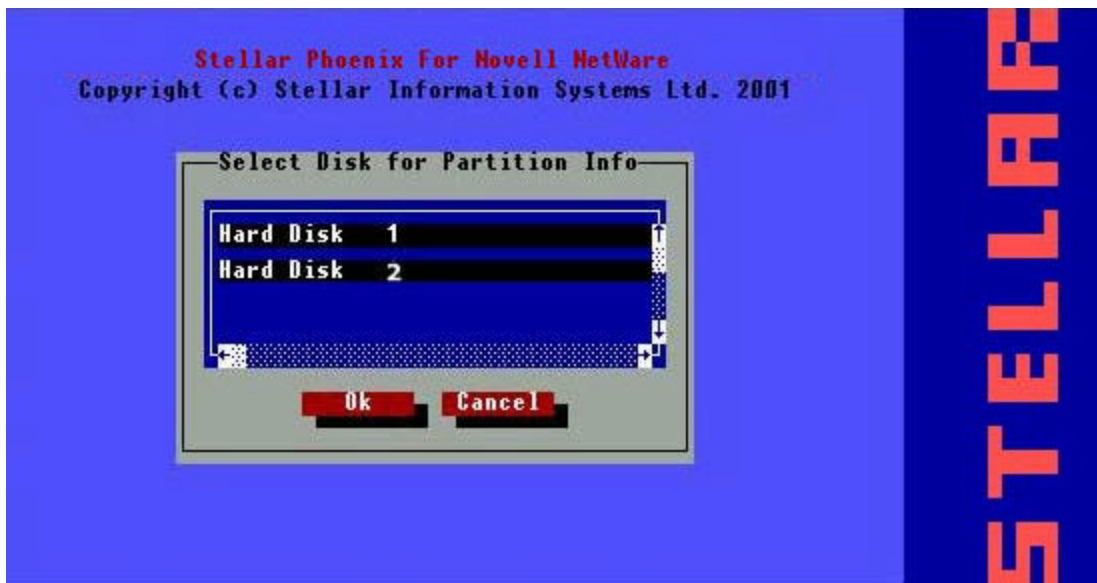 Stellar Phoenix For Novell NetWare
Copyright (c) Stellar Information Systems Ltd. 2001
Select Disk for Partition Info
Hard Disk 1
Hard Disk 2
Ok Cancel
STELLAR